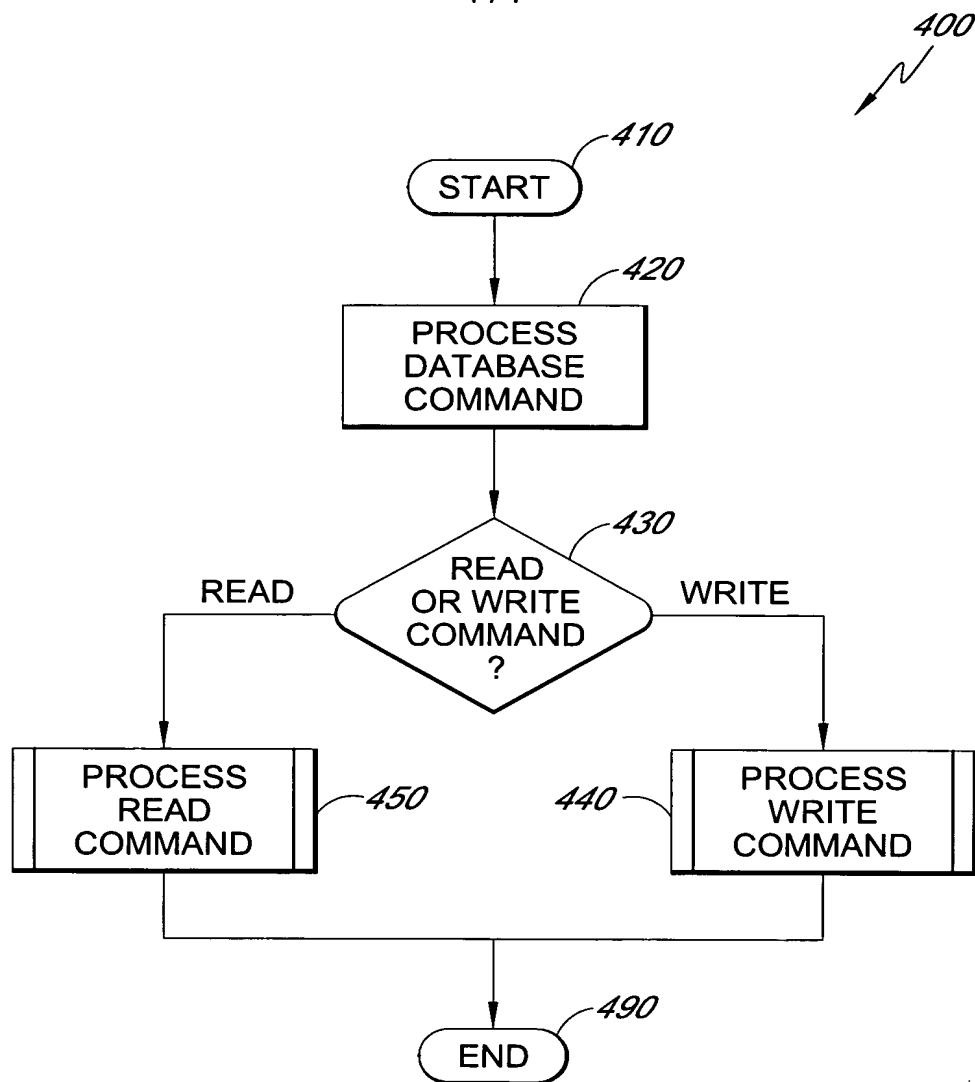 400
410
START
420
PROCESS
DATABASE
COMMAND
430
READ
OR WRITE
COMMAND
?
READ
WRITE
PROCESS
READ
COMMAND
450
440
PROCESS
WRITE
COMMAND
490
END